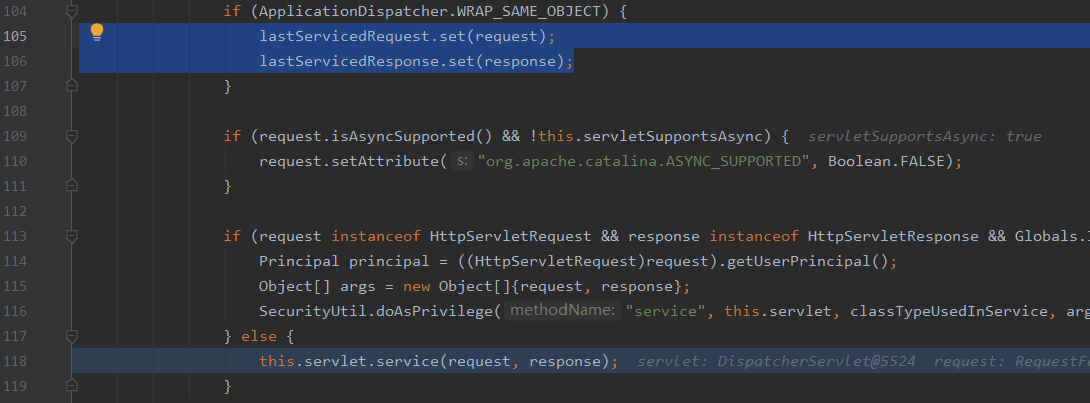 104 if (ApplicationDispatcher.WRAP_SAME_OBJECT) {
105 lastServicedRequest.set(request);
106 lastServicedResponse.set(response);
107 }
108
109 if (request.isAsyncSupported() && !this.servletSupportsAsync) { servletSupportsAsync: true
110 request.setAttribute( s: "org.apache.catalina.ASYNC_SUPPORTED", Boolean.FALSE);
111 }
112
113 if (request instanceof HttpServletRequest && response instanceof HttpServletResponse && Globals.
114 Principal principal = ((HttpServletRequest)request).getUserPrincipal();
115 Object[] args = new Object[]{request, response};
116 SecurityUtil.doAsPrivilege( methodName: "service", this.servlet, classTypeUsedInService, arg
117 } else {
118 this.servlet.service(request, response); servlet: DispatcherServlet@5524 request: RequestF
119 }